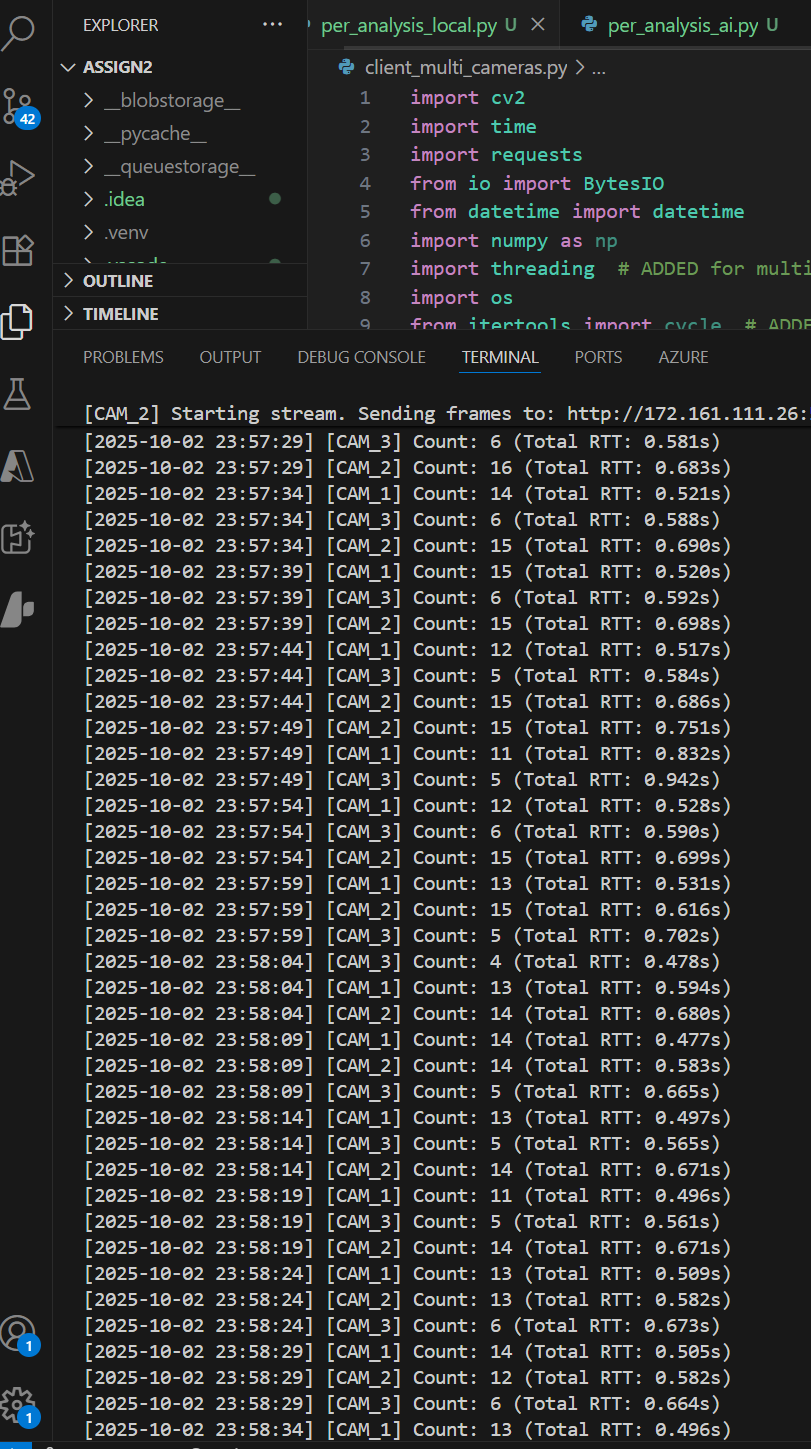 EXPLORER
...
per_analysis_local.py U
per_analysis_ai.py U
ASSIGN2
__blobstorage__
__pycache__
__queuestorage__
.idea
.venv
OUTLINE
TIMELINE
42
client_multi_cameras.py > ...
1 import cv2
2 import time
3 import requests
4 from io import BytesIO
5 from datetime import datetime
6 import numpy as np
7 import threading # ADDED for multi
8 import os
9 from itertools import cycle # ADDE
PROBLEMS OUTPUT DEBUG CONSOLE TERMINAL PORTS AZURE
[CAM_2] Starting stream. Sending frames to: http://172.161.111.26:
[2025-10-02 23:57:29] [CAM_3] Count: 6 (Total RTT: 0.581s)
[2025-10-02 23:57:29] [CAM_2] Count: 16 (Total RTT: 0.683s)
[2025-10-02 23:57:34] [CAM_1] Count: 14 (Total RTT: 0.521s)
[2025-10-02 23:57:34] [CAM_3] Count: 6 (Total RTT: 0.588s)
[2025-10-02 23:57:34] [CAM_2] Count: 15 (Total RTT: 0.690s)
[2025-10-02 23:57:39] [CAM_1] Count: 15 (Total RTT: 0.520s)
[2025-10-02 23:57:39] [CAM_3] Count: 6 (Total RTT: 0.592s)
[2025-10-02 23:57:39] [CAM_2] Count: 15 (Total RTT: 0.698s)
[2025-10-02 23:57:44] [CAM_1] Count: 12 (Total RTT: 0.517s)
[2025-10-02 23:57:44] [CAM_3] Count: 5 (Total RTT: 0.584s)
[2025-10-02 23:57:44] [CAM_2] Count: 15 (Total RTT: 0.686s)
[2025-10-02 23:57:49] [CAM_2] Count: 15 (Total RTT: 0.751s)
[2025-10-02 23:57:49] [CAM_1] Count: 11 (Total RTT: 0.832s)
[2025-10-02 23:57:49] [CAM_3] Count: 5 (Total RTT: 0.942s)
[2025-10-02 23:57:54] [CAM_1] Count: 12 (Total RTT: 0.528s)
[2025-10-02 23:57:54] [CAM_3] Count: 6 (Total RTT: 0.590s)
[2025-10-02 23:57:54] [CAM_2] Count: 15 (Total RTT: 0.699s)
[2025-10-02 23:57:59] [CAM_1] Count: 13 (Total RTT: 0.531s)
[2025-10-02 23:57:59] [CAM_2] Count: 15 (Total RTT: 0.616s)
[2025-10-02 23:57:59] [CAM_3] Count: 5 (Total RTT: 0.702s)
[2025-10-02 23:58:04] [CAM_3] Count: 4 (Total RTT: 0.478s)
[2025-10-02 23:58:04] [CAM_1] Count: 13 (Total RTT: 0.594s)
[2025-10-02 23:58:04] [CAM_2] Count: 14 (Total RTT: 0.680s)
[2025-10-02 23:58:09] [CAM_1] Count: 14 (Total RTT: 0.477s)
[2025-10-02 23:58:09] [CAM_2] Count: 14 (Total RTT: 0.583s)
[2025-10-02 23:58:09] [CAM_3] Count: 5 (Total RTT: 0.665s)
[2025-10-02 23:58:14] [CAM_1] Count: 13 (Total RTT: 0.497s)
[2025-10-02 23:58:14] [CAM_3] Count: 5 (Total RTT: 0.565s)
[2025-10-02 23:58:14] [CAM_2] Count: 14 (Total RTT: 0.671s)
[2025-10-02 23:58:19] [CAM_1] Count: 11 (Total RTT: 0.496s)
[2025-10-02 23:58:19] [CAM_3] Count: 5 (Total RTT: 0.561s)
[2025-10-02 23:58:19] [CAM_2] Count: 14 (Total RTT: 0.671s)
[2025-10-02 23:58:24] [CAM_1] Count: 13 (Total RTT: 0.509s)
[2025-10-02 23:58:24] [CAM_2] Count: 13 (Total RTT: 0.582s)
[2025-10-02 23:58:24] [CAM_3] Count: 6 (Total RTT: 0.673s)
[2025-10-02 23:58:29] [CAM_1] Count: 14 (Total RTT: 0.505s)
[2025-10-02 23:58:29] [CAM_2] Count: 12 (Total RTT: 0.582s)
[2025-10-02 23:58:29] [CAM_3] Count: 6 (Total RTT: 0.664s)
[2025-10-02 23:58:34] [CAM_1] Count: 13 (Total RTT: 0.496s)
1
1